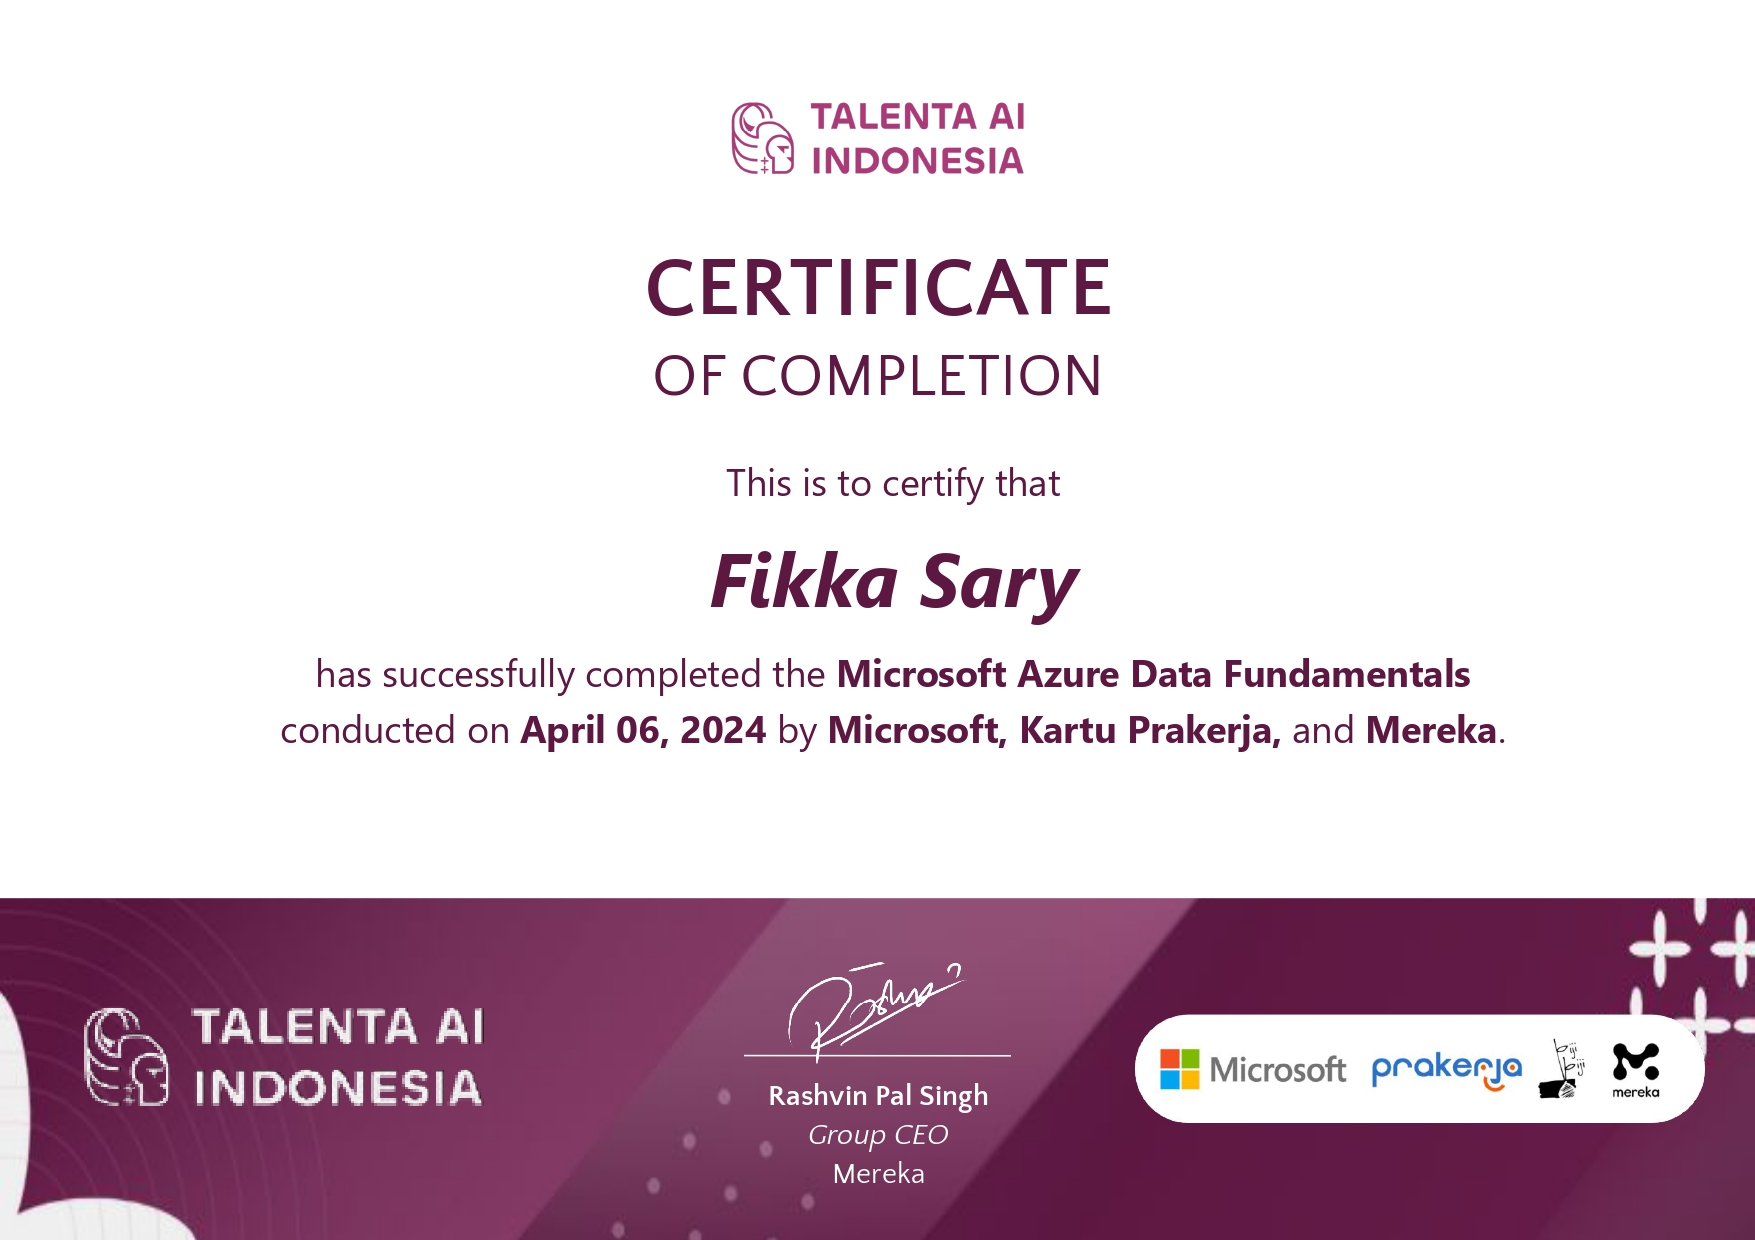 TALENTA AI
INDONESIA
CERTIFICATE
OF COMPLETION
This is to certify that
Fikka Sary
has successfully completed the Microsoft Azure Data Fundamentals
conducted on April 06, 2024 by Microsoft, Kartu Prakerja, and Mereka.
TALENTA AI
INDONESIA
Rashvin Pal Singh
Group CEO
Mereka
Microsoft
prakerja
biji
biji
mereka